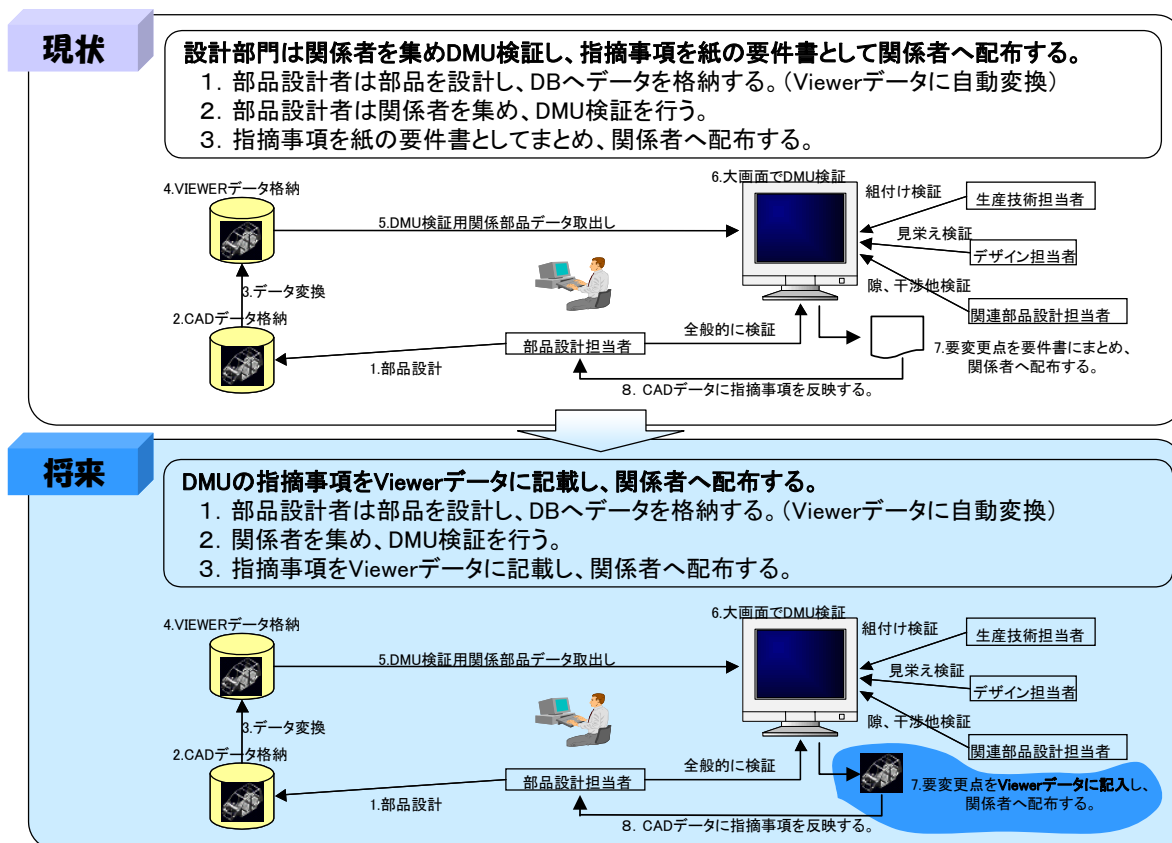 現状
設計部門は関係者を集めDMU検証し、指摘事項を紙の要件書として関係者へ配布する。
1. 部品設計者は部品を設計し、DBへデータを格納する。(Viewerデータに自動変換)
2. 部品設計者は関係者を集め、DMU検証を行う。
3. 指摘事項を紙の要件書としてまとめ、関係者へ配布する。
4.VIEWERデータ格納
6.大画面でDMU検証
組付け検証
生産技術担当者
5.DMU検証用関係部品データ取出し
見栄え検証
デザイン担当者
3.データ変換
隙、干渉他検証
2.CADデータ格納
関連部品設計担当者
全般的に検証
部品設計担当者
7.要変更点を要件書にまとめ、
関係者へ配布する。
1.部品設計
8. CADデータに指摘事項を反映する。
将来
DMUの指摘事項をViewerデータに記載し、関係者へ配布する。
1. 部品設計者は部品を設計し、DBへデータを格納する。(Viewerデータに自動変換)
2. 関係者を集め、DMU検証を行う。
3. 指摘事項をViewerデータに記載し、関係者へ配布する。
4.VIEWERデータ格納
6.大画面でDMU検証
組付け検証
生産技術担当者
5.DMU検証用関係部品データ取出し
見栄え検証
デザイン担当者
3.データ変換
隙、干渉他検証
2.CADデータ格納
関連部品設計担当者
全般的に検証
部品設計担当者
7.要変更点をViewerデータに記入し、
関係者へ配布する。
1.部品設計
8. CADデータに指摘事項を反映する。